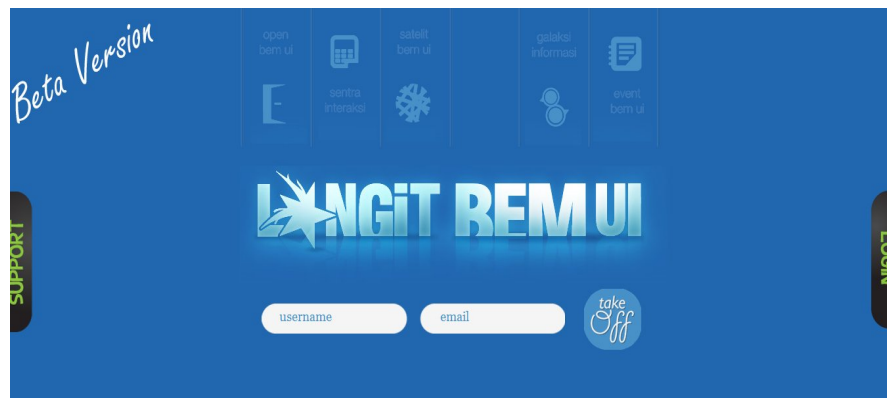 Beta Version
open
bem ui
sentra
interaksi
satelit
bem ui
galaksi
informasi
event
bem ui
SUPPORT
LANGiT BEM UI
LOGIN
username
email
take
Off